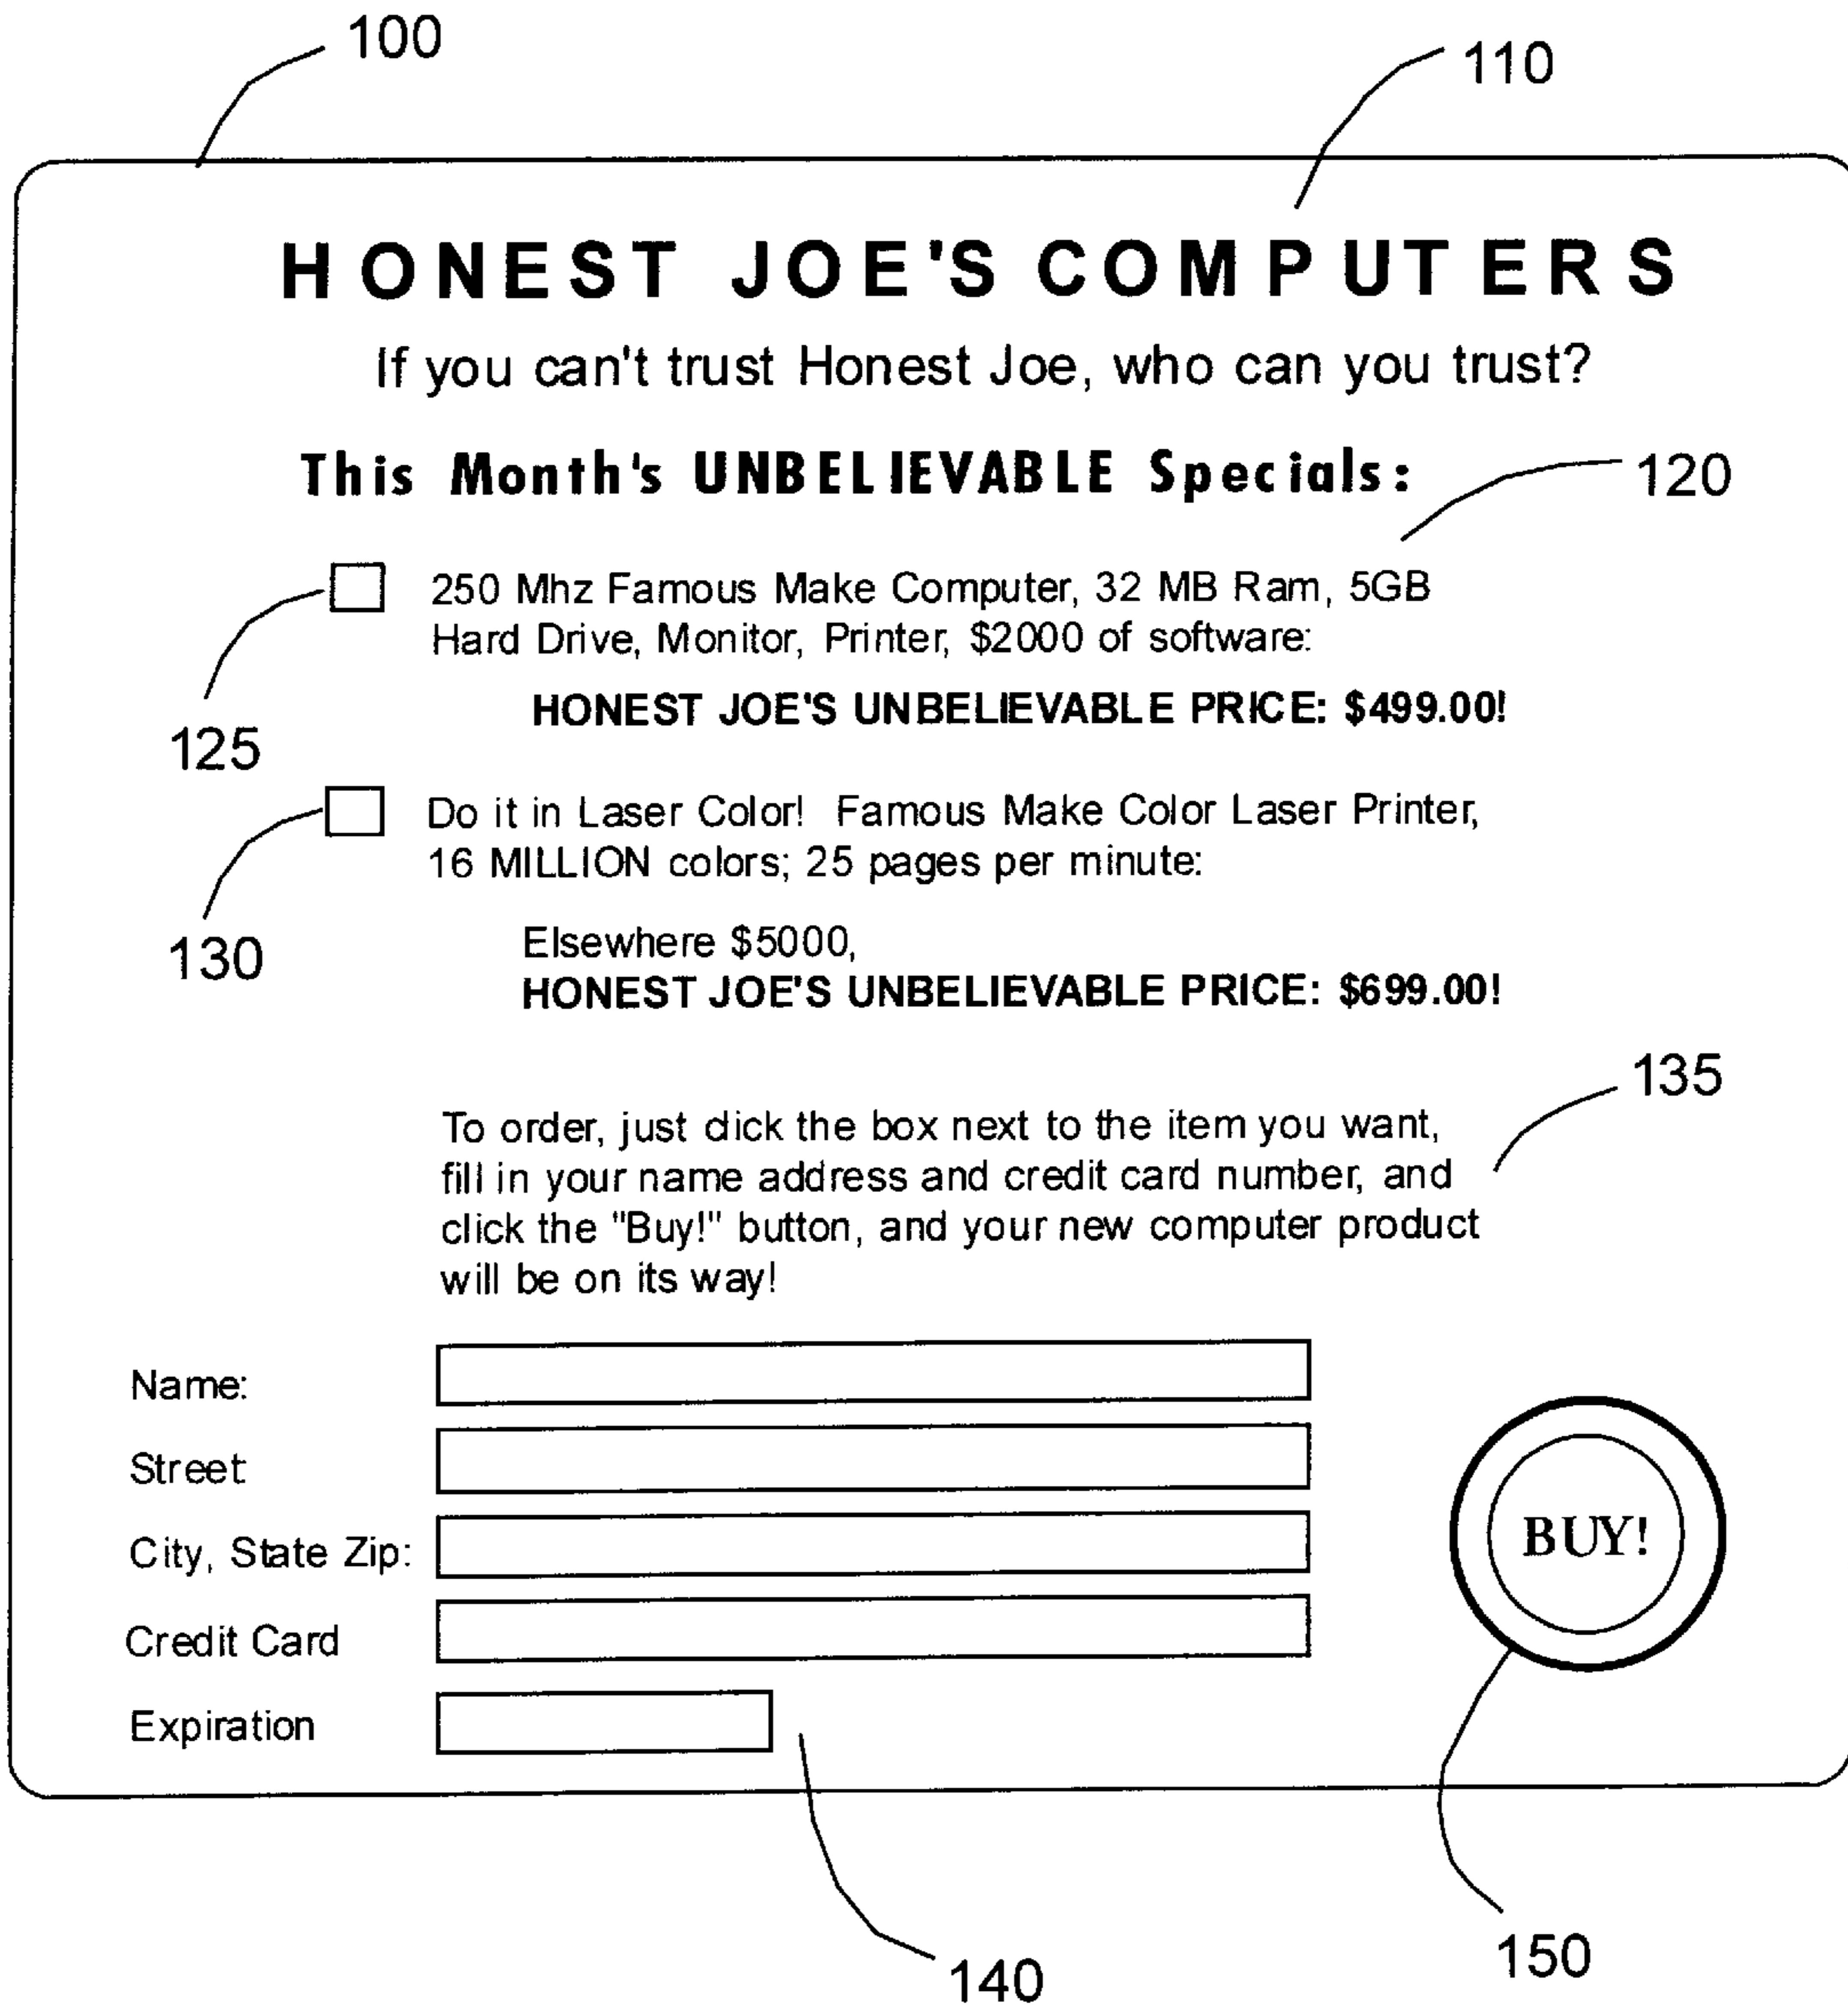 100
110
HONEST JOE'S COMPUTERS
If you can't trust Honest Joe, who can you trust?
This Month's UNBELIEVABLE Specials:
120
250 Mhz Famous Make Computer, 32 MB Ram, 5GB
Hard Drive, Monitor, Printer, $2000 of software:
HONEST JOE'S UNBELIEVABLE PRICE: $499.00!
125
Do it in Laser Color! Famous Make Color Laser Printer,
16 MILLION colors; 25 pages per minute:
130
Elsewhere $5000,
HONEST JOE'S UNBELIEVABLE PRICE: $699.00!
135
To order, just click the box next to the item you want,
fill in your name address and credit card number, and
click the "Buy!" button, and your new computer product
will be on its way!
Name:
Street:
City, State Zip:
Credit Card
Expiration
BUY!
140
150